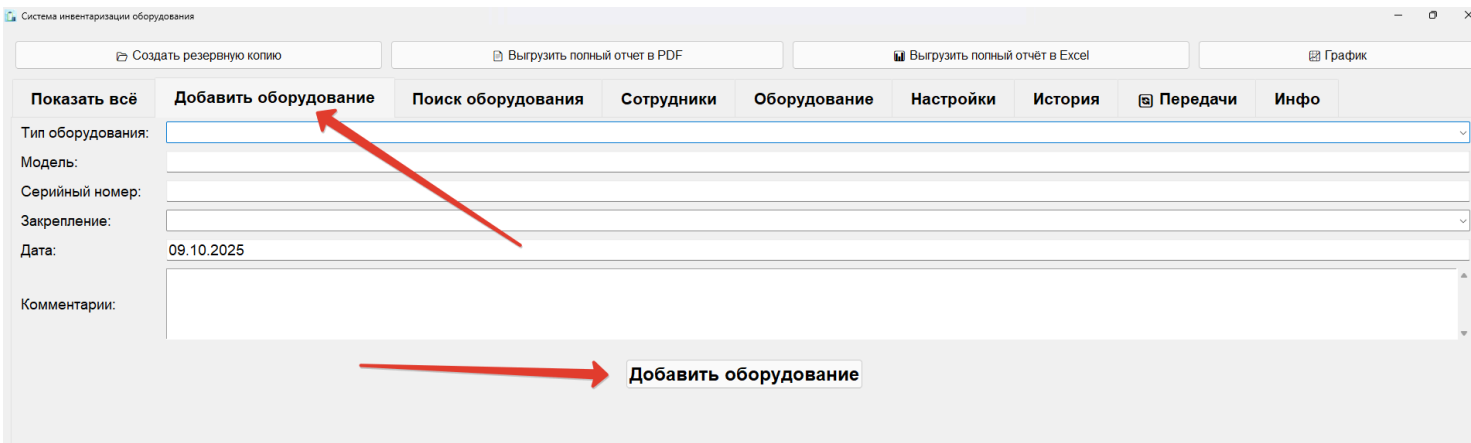 Система инвентаризации оборудования
Создать резервную копию
Выгрузить полный отчет в PDF
Выгрузить полный отчёт в Excel
График
Показать всё
Добавить оборудование
Поиск оборудования
Сотрудники
Оборудование
Настройки
История
Передачи
Инфо
Тип оборудования:
Модель:
Серийный номер:
Закрепление:
Дата: 09.10.2025
Комментарии:
Добавить оборудование